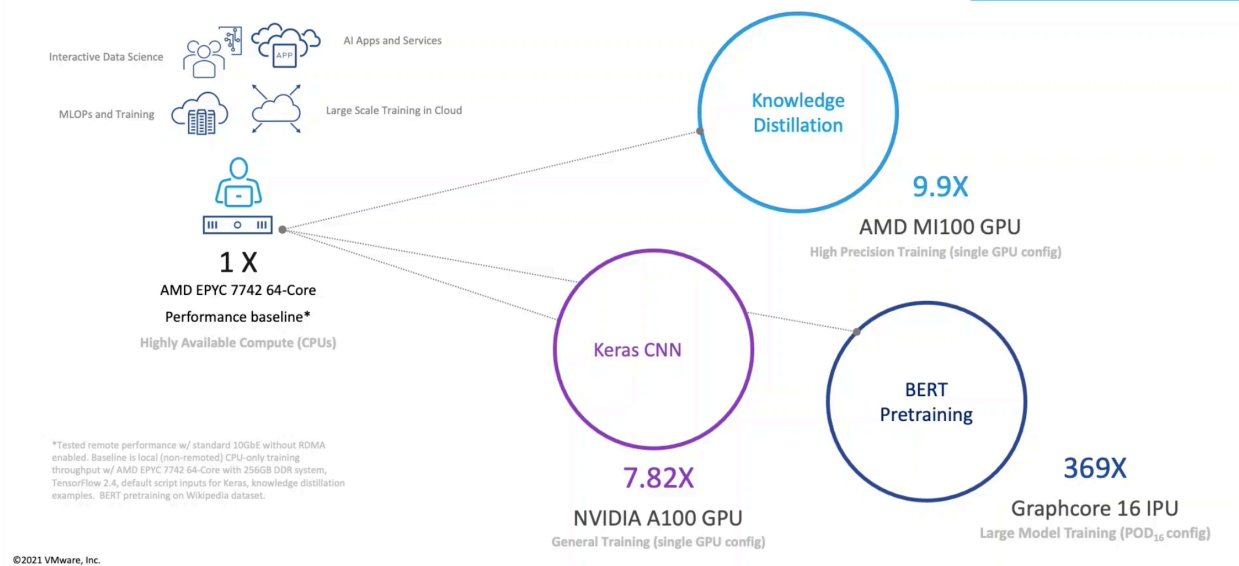 Interactive Data Science
APP
AI Apps and Services
MLOPs and Training
Large Scale Training in Cloud
1 X
AMD EPYC 7742 64-Core
Performance baseline*
Highly Available Compute (CPUs)
Knowledge
Distillation
9.9X
AMD MI100 GPU
High Precision Training (single GPU config)
Keras CNN
7.82X
NVIDIA A100 GPU
General Training (single GPU config)
BERT
Pretraining
369X
Graphcore 16 IPU
Large Model Training (POD₁₆ config)
*Tested remote performance w/ standard 10GbE without RDMA
enabled. Baseline is local (non-remoted) CPU-only training
throughput w/ AMD EPYC 7742 64-Core with 256GB DDR system,
TensorFlow 2.4, default script inputs for Keras, knowledge distillation
examples. BERT pretraining on Wikipedia dataset.
©2021 VMware, Inc.